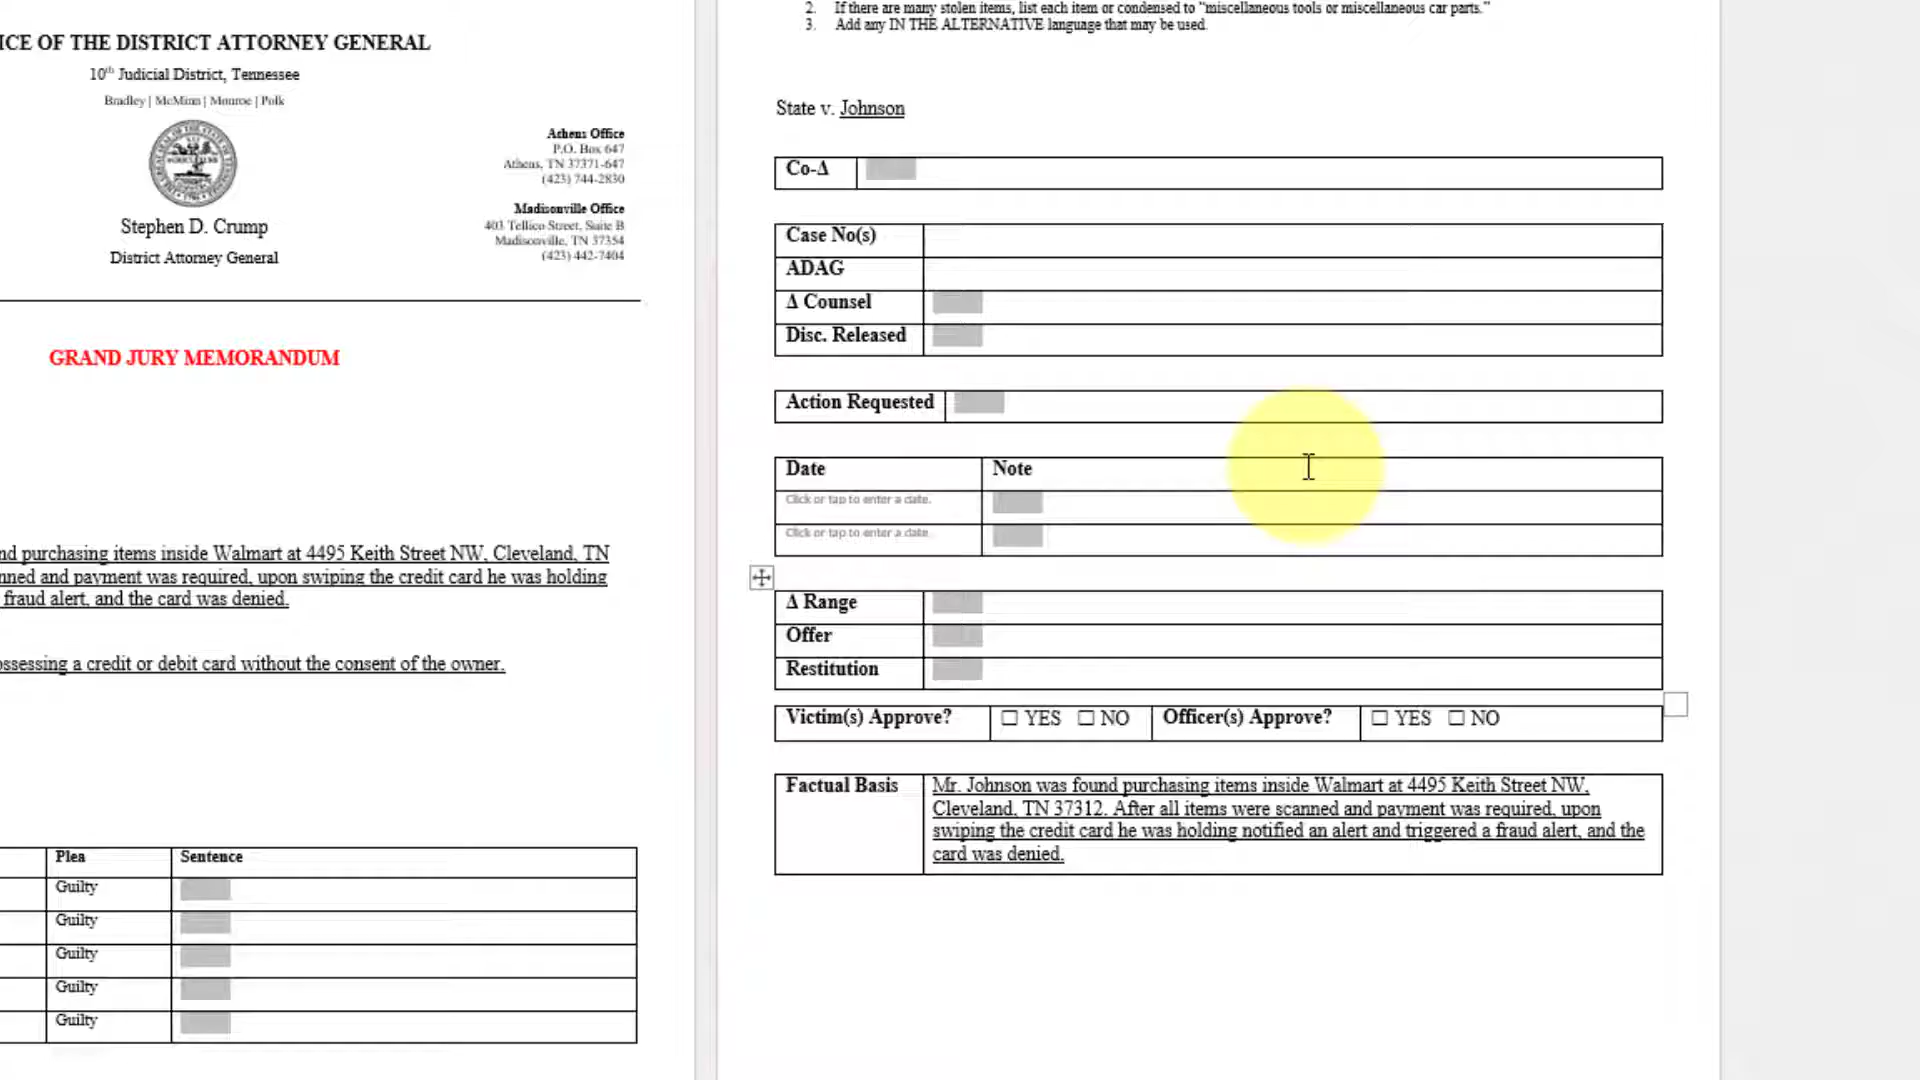 ICE OF THE DISTRICT ATTORNEY GENERAL
10th Judicial District, Tennessee
Bradley | McMinn | Monroe | Polk
Athens Office
P.O. Box 647
Athens, TN 37371-647
(423) 744-2830
Madisonville Office
403 Tellico Street, Suite B
Madisonville, TN 37354
(423) 442-7404
Stephen D. Crump
District Attorney General
GRAND JURY MEMORANDUM
nd purchasing items inside Walmart at 4495 Keith Street NW, Cleveland, TN
nned and payment was required, upon swiping the credit card he was holding
fraud alert, and the card was denied.
ossessing a credit or debit card without the consent of the owner.
Plea Sentence
Guilty
Guilty
Guilty
Guilty
Guilty
2. If there are many stolen items, list each item or condensed to "miscellaneous tools or miscellaneous car parts."
3. Add any IN THE ALTERNATIVE language that may be used.
State v. Johnson
Co-Δ
Case No(s)
ADAG
Δ Counsel
Disc. Released
Action Requested
Date Note
Click or tap to enter a date.
Click or tap to enter a date.
Δ Range
Offer
Restitution
Victim(s) Approve? ☐ YES ☐ NO Officer(s) Approve? ☐ YES ☐ NO
Factual Basis Mr. Johnson was found purchasing items inside Walmart at 4495 Keith Street NW,
Cleveland, TN 37312. After all items were scanned and payment was required, upon
swiping the credit card he was holding notified an alert and triggered a fraud alert, and the
card was denied.